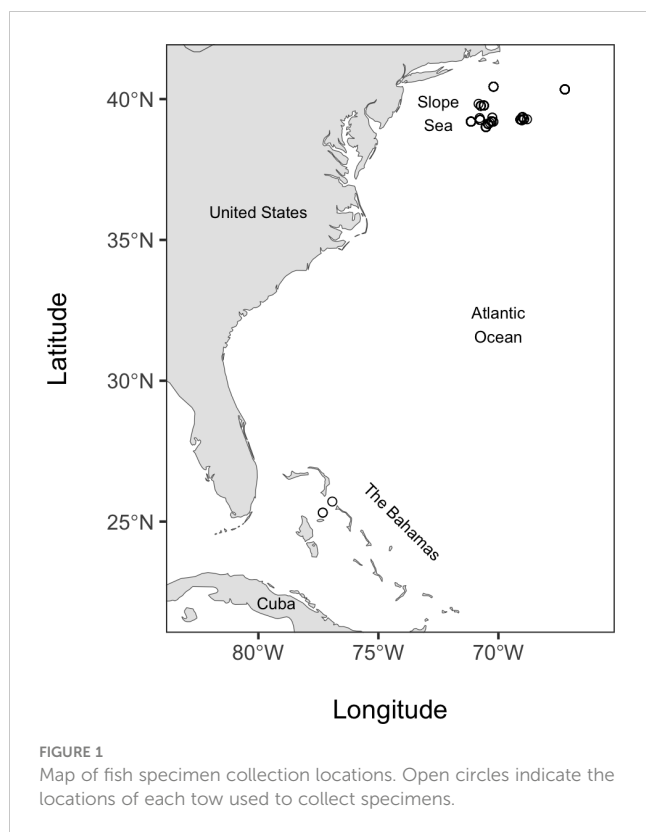 40°N
Slope
Sea
United States
35°N
Latitude
Atlantic
Ocean
30°N
The Bahamas
25°N
Cuba
80°W 75°W 70°W
Longitude
FIGURE 1
Map of fish specimen collection locations. Open circles indicate the
locations of each tow used to collect specimens.